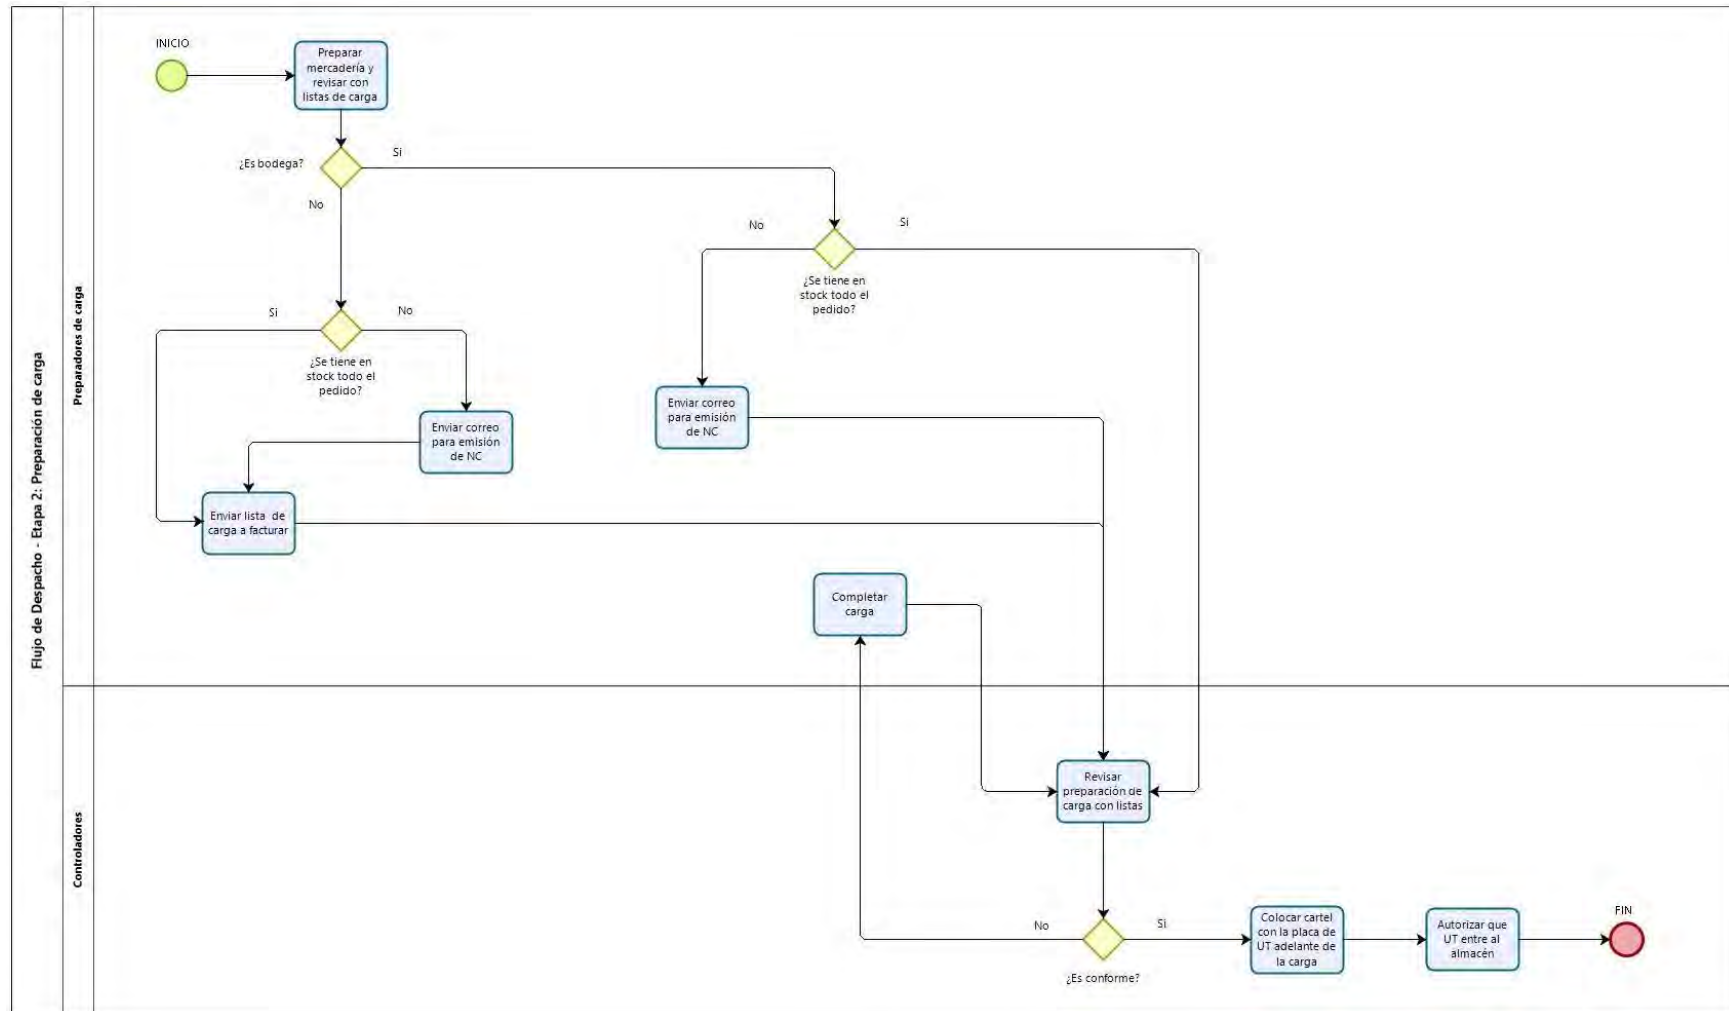 Flujo de Despacho - Etapa 2: Preparación de carga
Preparadores de carga
INICIO
Preparar
mercadería y
revisar con
listas de carga
¿Es bodega?
Si
No
No
Si
¿Se tiene en
stock todo el
pedido?
Si
No
¿Se tiene en
stock todo el
pedido?
Enviar correo
para emisión
de NC
Enviar correo
para emisión
de NC
Enviar lista de
carga a facturar
Completar
carga
Controladores
Revisar
preparación de
carga con listas
No
Si
¿Es conforme?
Colocar cartel
con la placa de
UT adelante de
la carga
Autorizar que
UT entre al
almacén
FIN